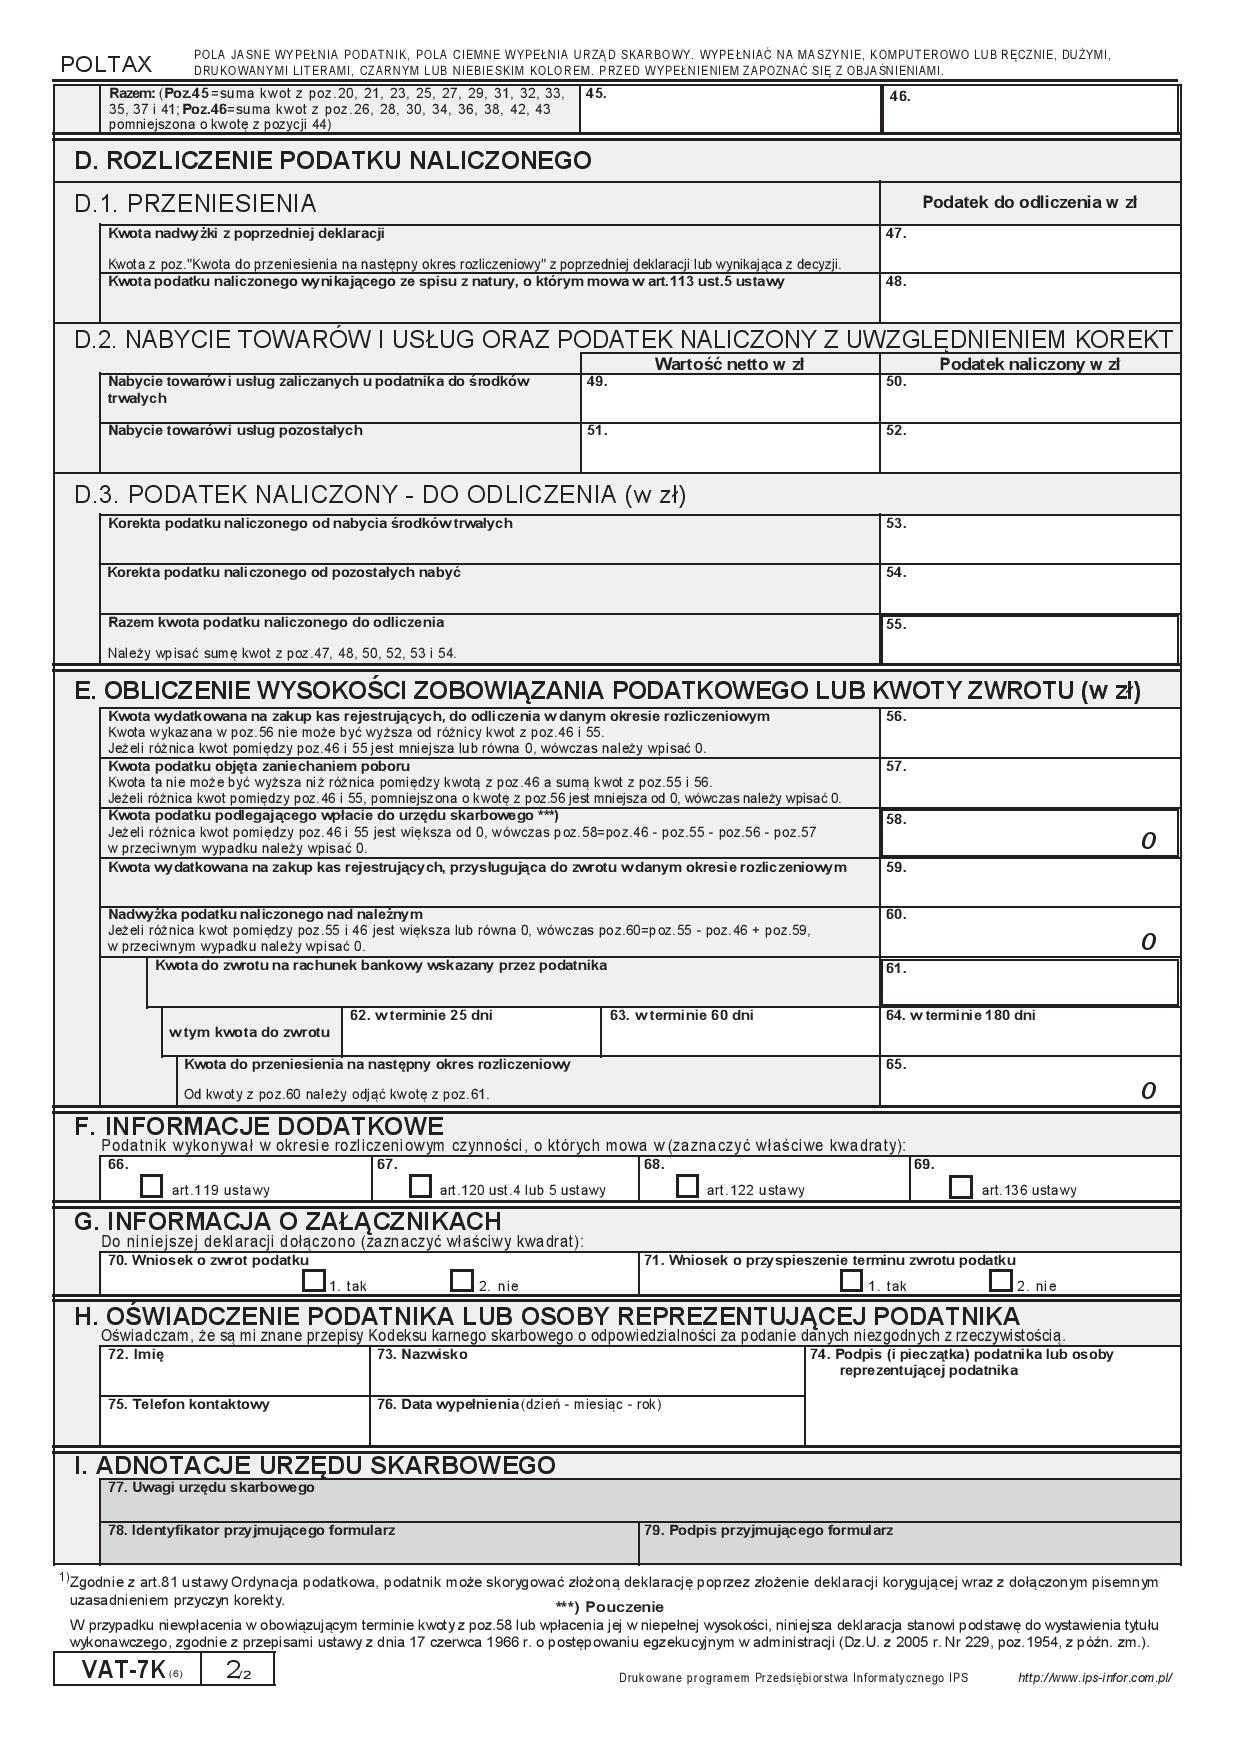 POLTAX
POLA JASNE WYPEŁNIA PODATNIK, POLA CIEMNE WYPEŁNIA URZĄD SKARBOWY. WYPEŁNIAĆ NA MASZYNIE, KOMPUTEROWO LUB RĘCZNIE, DUŻYMI,
DRUKOWANYMI LITERAMI, CZARNYM LUB NIEBIESKIM KOLOREM. PRZED WYPEŁNIENIEM ZAPOZNAĆ SIĘ Z OBJAŚNIENIAMI.
Razem: (Poz.45=suma kwot z poz.20, 21, 23, 25, 27, 29, 31, 32, 33,
35, 37 i 41; Poz.46=suma kwot z poz.26, 28, 30, 34, 36, 38, 42, 43
pomniejszona o kwotę z pozycji 44)
45.
46.
D. ROZLICZENIE PODATKU NALICZONEGO
D.1. PRZENIESIENIA
Podatek do odliczenia w zł
Kwota nadwyżki z poprzedniej deklaracji
47.
Kwota z poz."Kwota do przeniesienia na następny okres rozliczeniowy" z poprzedniej deklaracji lub wynikająca z decyzji.
Kwota podatku naliczonego wynikającego ze spisu z natury, o którym mowa w art.113 ust.5 ustawy
48.
D.2. NABYCIE TOWARÓW I USŁUG ORAZ PODATEK NALICZONY Z UWZGLĘDNIENIEM KOREKT
Wartość netto w zł
Podatek naliczony w zł
Nabycie towarów i usług zaliczanych u podatnika do środków
trwałych
49.
50.
Nabycie towarów i usług pozostałych
51.
52.
D.3. PODATEK NALICZONY - DO ODLICZENIA (w zł)
Korekta podatku naliczonego od nabycia środków trwałych
53.
Korekta podatku naliczonego od pozostałych nabyć
54.
Razem kwota podatku naliczonego do odliczenia
55.
Należy wpisać sumę kwot z poz.47, 48, 50, 52, 53 i 54.
E. OBLICZENIE WYSOKOŚCI ZOBOWIĄZANIA PODATKOWEGO LUB KWOTY ZWROTU (w zł)
Kwota wydatkowana na zakup kas rejestrujących, do odliczenia w danym okresie rozliczeniowym
56.
Kwota wykazana w poz.56 nie może być wyższa od różnicy kwot z poz.46 i 55.
Jeżeli różnica kwot pomiędzy poz.46 i 55 jest mniejsza lub równa 0, wówczas należy wpisać 0.
Kwota podatku objęta zaniechaniem poboru
57.
Kwota ta nie może być wyższa niż różnica pomiędzy kwotą z poz.46 a sumą kwot z poz.55 i 56.
Jeżeli różnica kwot pomiędzy poz.46 i 55, pomniejszona o kwotę z poz.56 jest mniejsza od 0, wówczas należy wpisać 0.
Kwota podatku podlegającego wpłacie do urzędu skarbowego ***)
58.
Jeżeli różnica kwot pomiędzy poz.46 i 55 jest większa od 0, wówczas poz.58=poz.46 - poz.55 - poz.56 - poz.57
w przeciwnym wypadku należy wpisać 0.
0
Kwota wydatkowana na zakup kas rejestrujących, przysługująca do zwrotu w danym okresie rozliczeniowym
59.
Nadwyżka podatku naliczonego nad należnym
60.
Jeżeli różnica kwot pomiędzy poz.55 i 46 jest większa lub równa 0, wówczas poz.60=poz.55 - poz.46 + poz.59,
w przeciwnym wypadku należy wpisać 0.
0
Kwota do zwrotu na rachunek bankowy wskazany przez podatnika
61.
w tym kwota do zwrotu
62. w terminie 25 dni
63. w terminie 60 dni
64. w terminie 180 dni
Kwota do przeniesienia na następny okres rozliczeniowy
65.
Od kwoty z poz.60 należy odjąć kwotę z poz.61.
0
F. INFORMACJE DODATKOWE
Podatnik wykonywał w okresie rozliczeniowym czynności, o których mowa w (zaznaczyć właściwe kwadraty):
66.
art.119 ustawy
67.
art.120 ust.4 lub 5 ustawy
68.
art.122 ustawy
69.
art.136 ustawy
G. INFORMACJA O ZAŁĄCZNIKACH
Do niniejszej deklaracji dołączono (zaznaczyć właściwy kwadrat):
70. Wniosek o zwrot podatku
1. tak
2. nie
71. Wniosek o przyspieszenie terminu zwrotu podatku
1. tak
2. nie
H. OŚWIADCZENIE PODATNIKA LUB OSOBY REPREZENTUJĄCEJ PODATNIKA
Oświadczam, że są mi znane przepisy Kodeksu karnego skarbowego o odpowiedzialności za podanie danych niezgodnych z rzeczywistością.
72. Imię
73. Nazwisko
74. Podpis (i pieczątka) podatnika lub osoby
reprezentującej podatnika
75. Telefon kontaktowy
76. Data wypełnienia (dzień - miesiąc - rok)
I. ADNOTACJE URZĘDU SKARBOWEGO
77. Uwagi urzędu skarbowego
78. Identyfikator przyjmującego formularz
79. Podpis przyjmującego formularz
1) Zgodnie z art.81 ustawy Ordynacja podatkowa, podatnik może skorygować złożoną deklarację poprzez złożenie deklaracji korygującej wraz z dołączonym pisemnym
uzasadnieniem przyczyn korekty.
***) Pouczenie
W przypadku niewpłacenia w obowiązującym terminie kwoty z poz.58 lub wpłacenia jej w niepełnej wysokości, niniejsza deklaracja stanowi podstawę do wystawienia tytułu
wykonawczego, zgodnie z przepisami ustawy z dnia 17 czerwca 1966 r. o postępowaniu egzekucyjnym w administracji (Dz.U. z 2005 r. Nr 229, poz.1954, z późn. zm.).
VAT-7K (6)
2/2
Drukowane programem Przedsiębiorstwa Informatycznego IPS
http://www.ips-infor.com.pl/